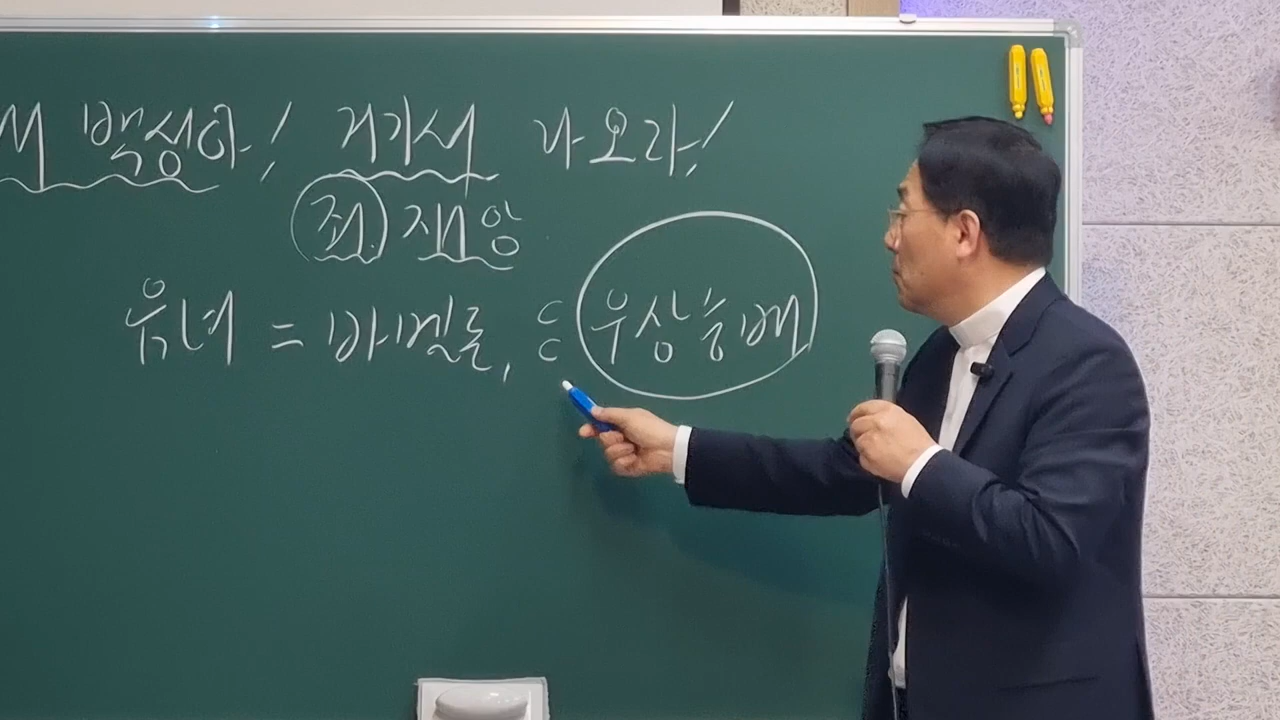 백성아! 거기서 나오라!
죄. 재앙
음녀 = 바벨론, 우상숭배